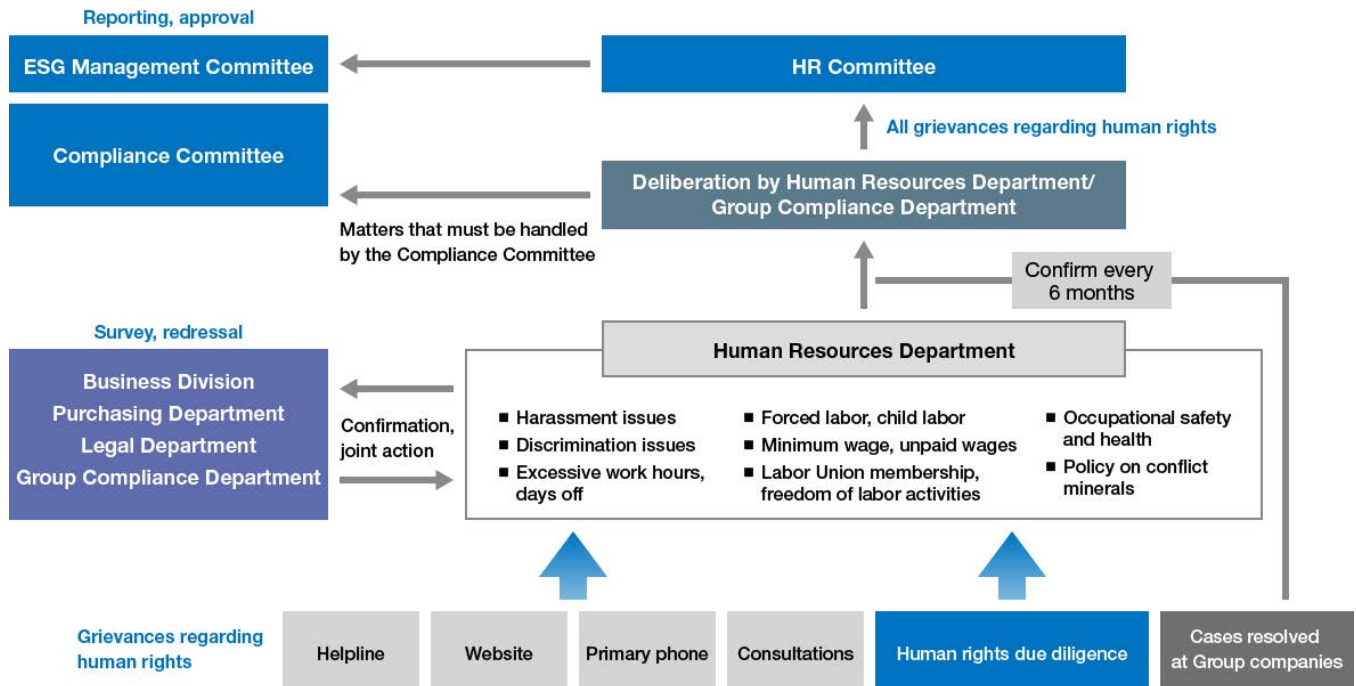 Reporting, approval
ESG Management Committee
HR Committee
All grievances regarding human rights
Compliance Committee
Deliberation by Human Resources Department/
Group Compliance Department
Matters that must be handled
by the Compliance Committee
Confirm every
6 months
Survey, redressal
Human Resources Department
Business Division
Purchasing Department
Legal Department
Group Compliance Department
Confirmation,
joint action
■ Harassment issues
■ Discrimination issues
■ Excessive work hours,
days off
■ Forced labor, child labor
■ Minimum wage, unpaid wages
■ Labor Union membership,
freedom of labor activities
■ Occupational safety
and health
■ Policy on conflict
minerals
Grievances regarding
human rights
Helpline
Website
Primary phone
Consultations
Human rights due diligence
Cases resolved
at Group companies